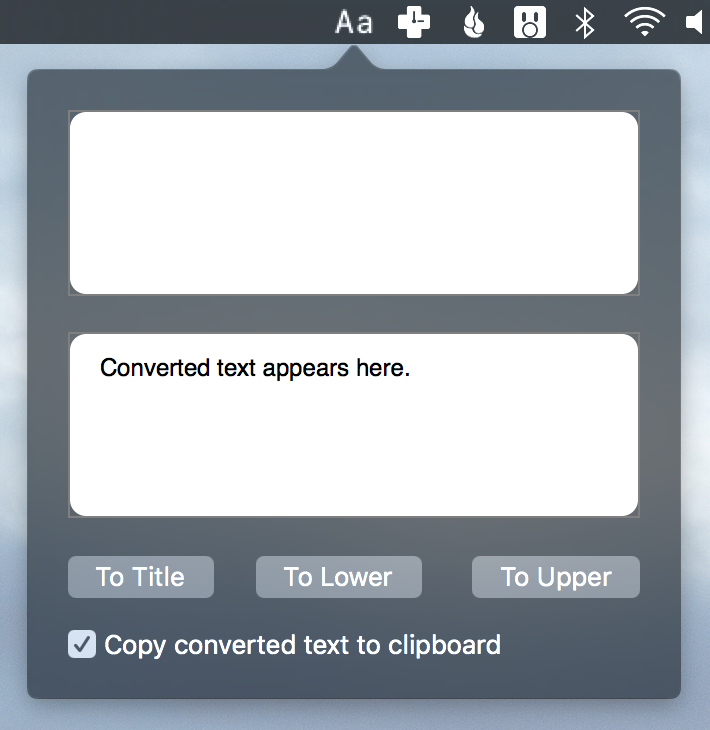 Aa
Converted text appears here.
To Title To Lower To Upper
Copy converted text to clipboard